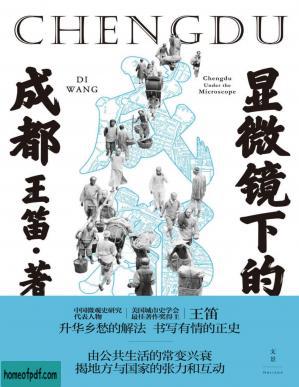 CHENGDU
DI
WANG
Chengdu
Under the
Microscope
显微镜下的
成都
王笛·著
中国微观史研究
代表人物
美国城市史学会
最佳著作奖得主
王笛
升华乡愁的解法 书写有情的正史
由公共生活的常变兴衰
揭地方与国家的张力和互动
文景
Horizon
homeofpdf.com